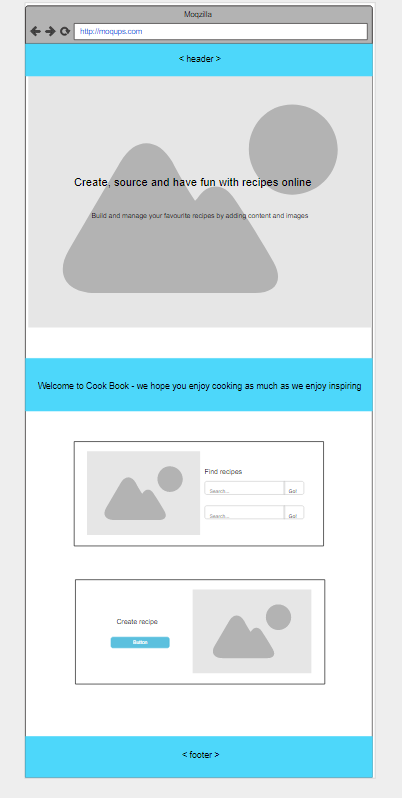 Moqzilla
http://moqups.com
< header >
Create, source and have fun with recipes online
Build and manage your favourite recipes by adding content and images
Welcome to Cook Book - we hope you enjoy cooking as much as we enjoy inspiring
Find recipes
Search... Go!
Search... Go!
Create recipe
Button
< footer >